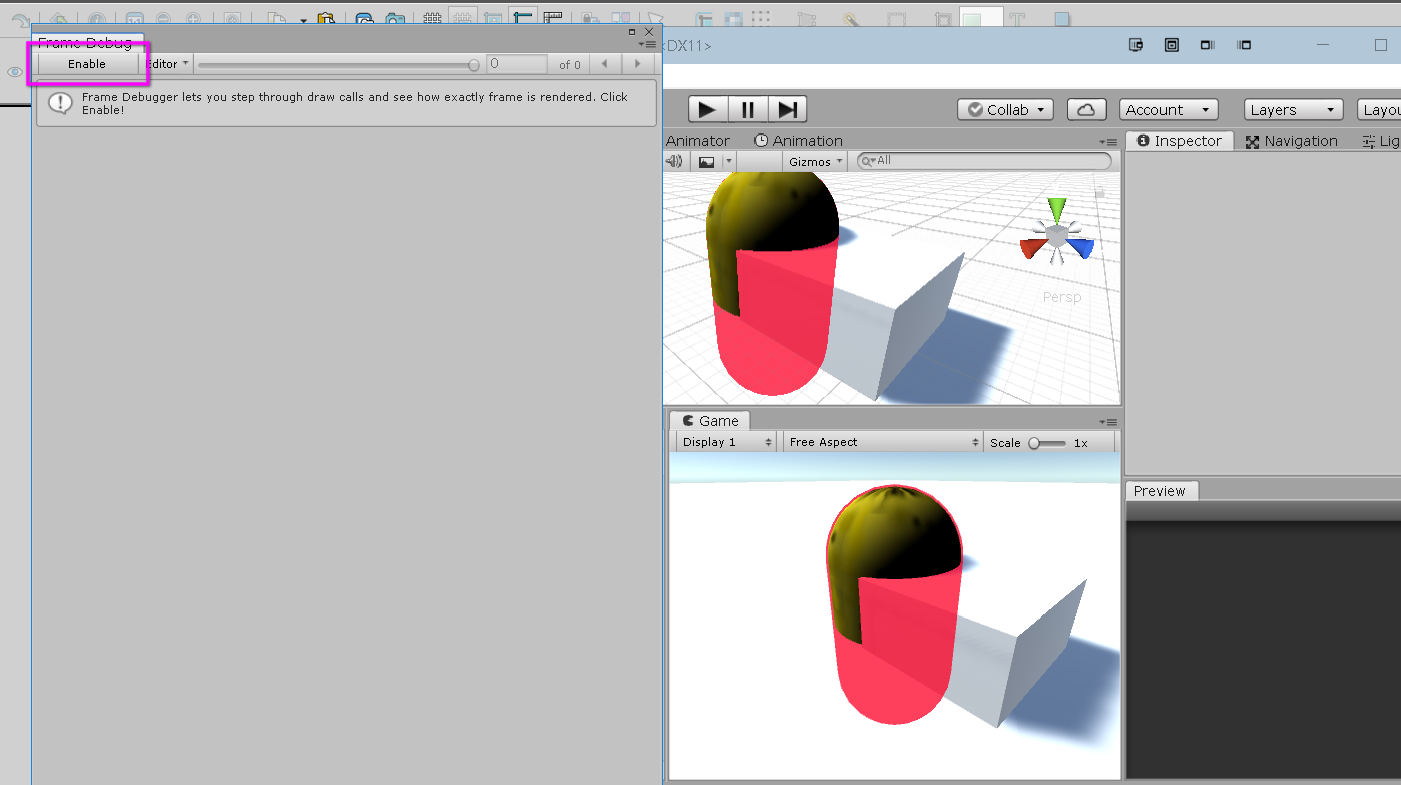 Frame Debug
<DX11>
Enable
Editor
0
of 0
Frame Debugger lets you step through draw calls and see how exactly frame is rendered. Click
Enable!
Collab
Account
Layers
Layou
Animator
Animation
Inspector
Navigation
Lig
Gizmos
All
Persp
Game
Display 1
Free Aspect
Scale
1x
Preview